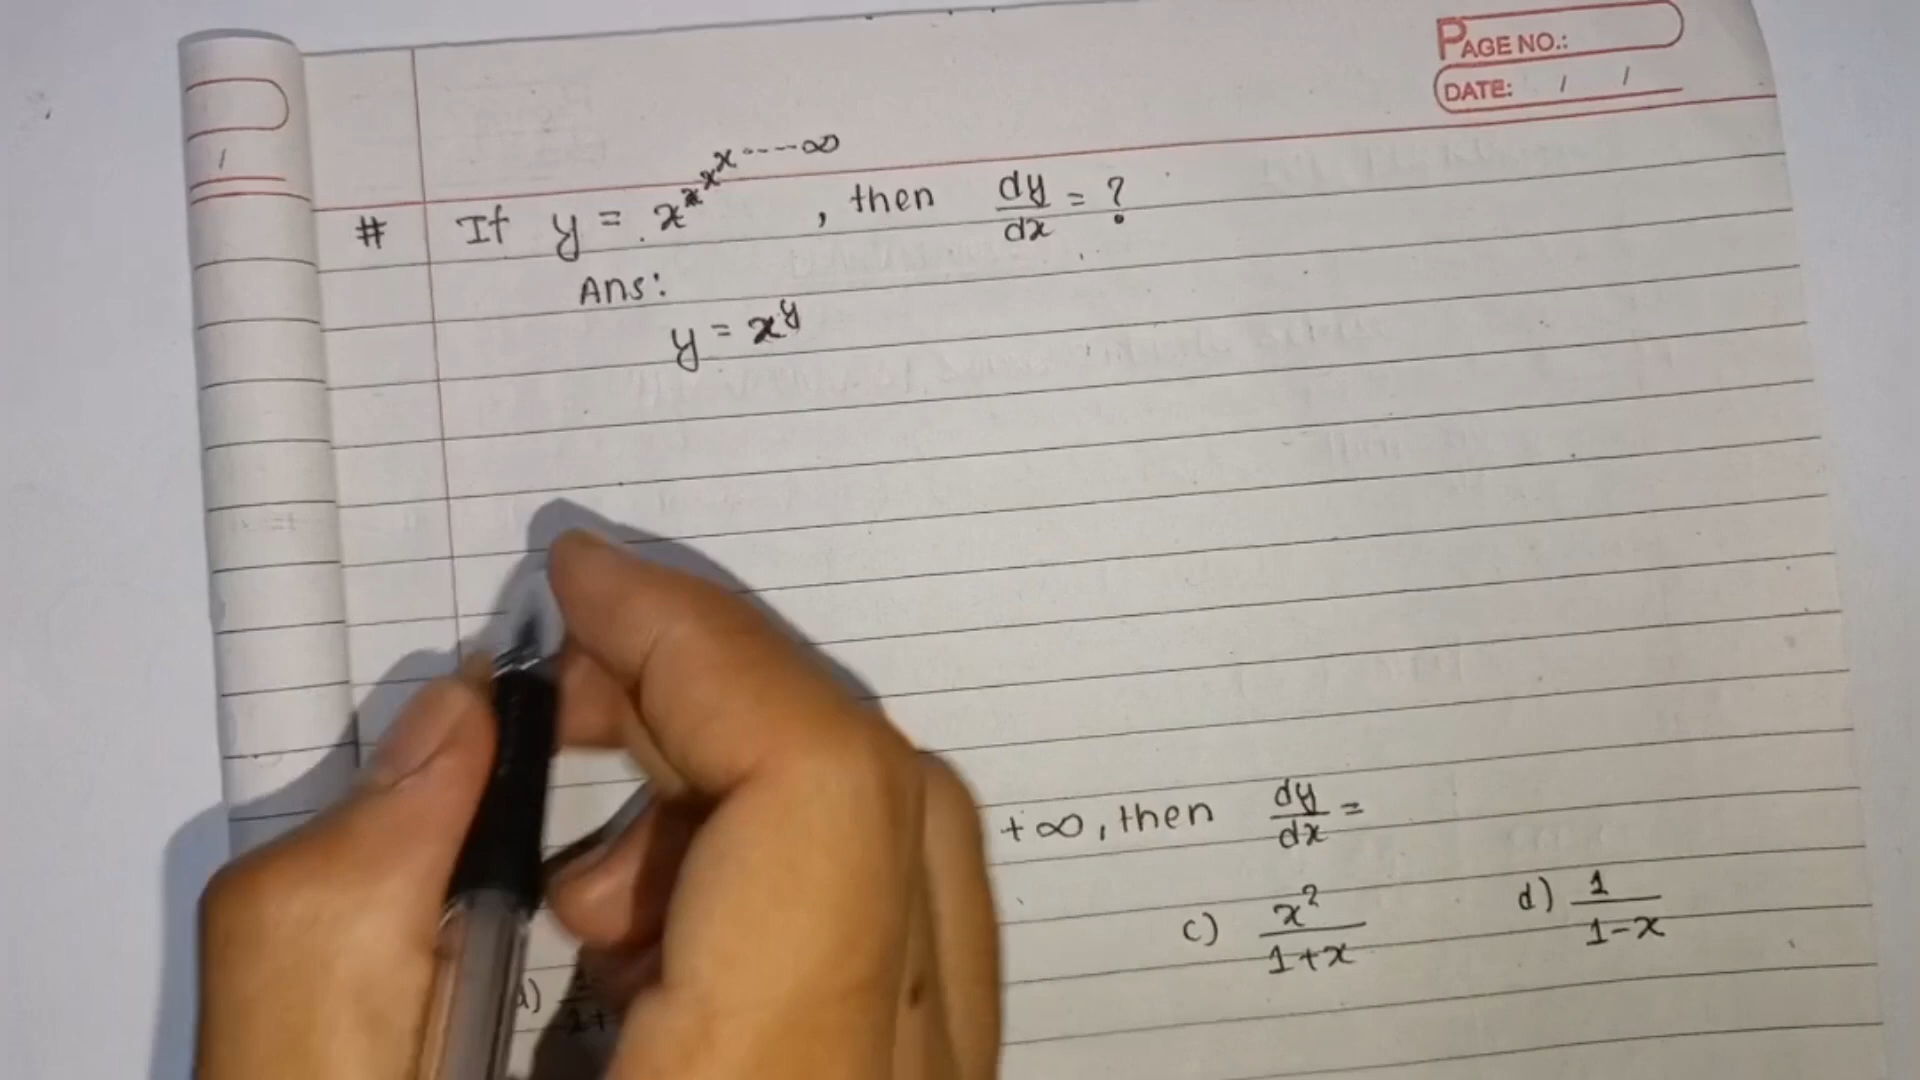 PAGE NO.:
DATE: / /
/
# If y = x^x^x^x----∞, then dy/dx = ?
Ans:
y = x^y
+∞, then dy/dx =
c) x²/1+x d) 1/1-x